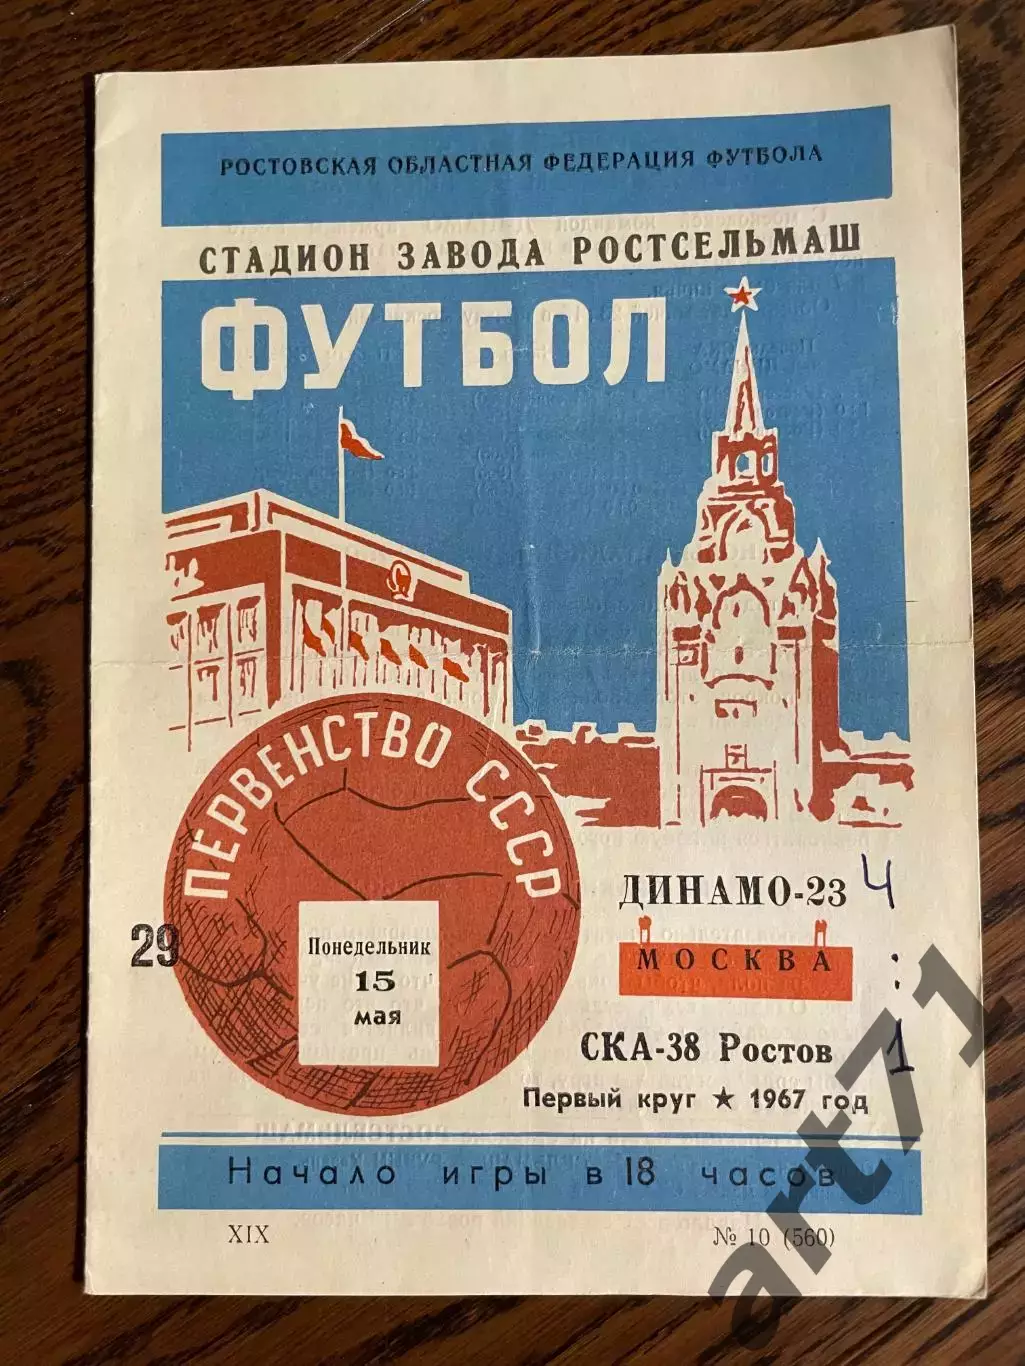 РОСТОВСКАЯ ОБЛАСТНАЯ ФЕДЕРАЦИЯ ФУТБОЛА
СТАДИОН ЗАВОДА РОСТСЕЛЬМАШ
ФУТБОЛ
ПЕРВЕНСТВО СССР
29
Понедельник
15
мая
ДИНАМО-23 4
МОСКВА :
СКА-38 Ростов 1
Первый круг ★ 1967 год
Начало игры в 18 часов
XIX № 10 (560)
art71